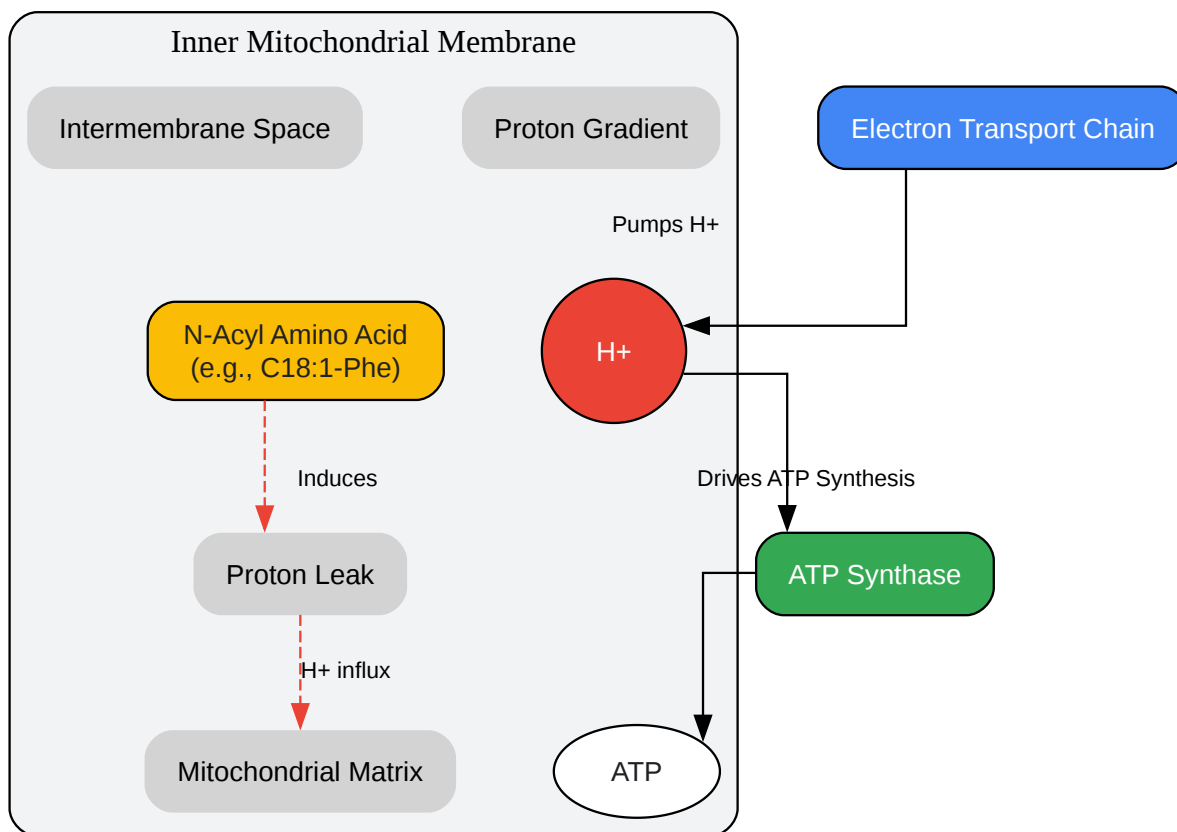 Inner Mitochondrial Membrane
Intermembrane Space
Proton Gradient
Electron Transport Chain
Pumps H+
N-Acyl Amino Acid
(e.g., C18:1-Phe)
H+
Induces
Drives ATP Synthesis
Proton Leak
ATP Synthase
H+ influx
Mitochondrial Matrix
ATP